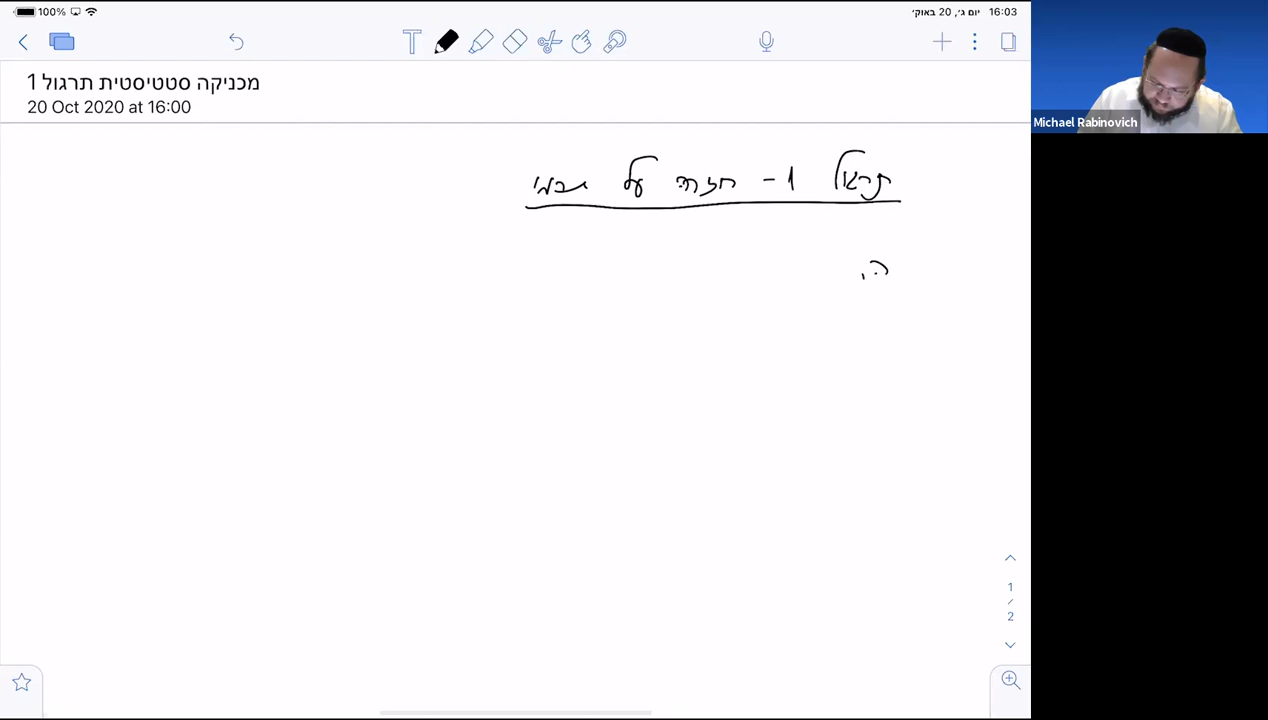 100% 16:03 יום ג׳, 20 באוק׳
מכניקה סטטיסטית תרגול 1
20 Oct 2020 at 16:00
Michael Rabinovich
תרגול 1 - חזרה על
1
2